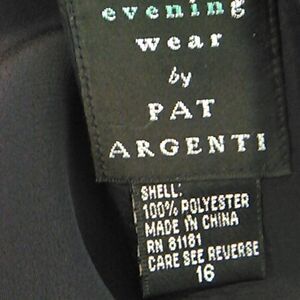 evening
wear
by
PAT
ARGENTI
SHELL:
100% POLYESTER
MADE IN CHINA
RN 81181
CARE SEE REVERSE
16